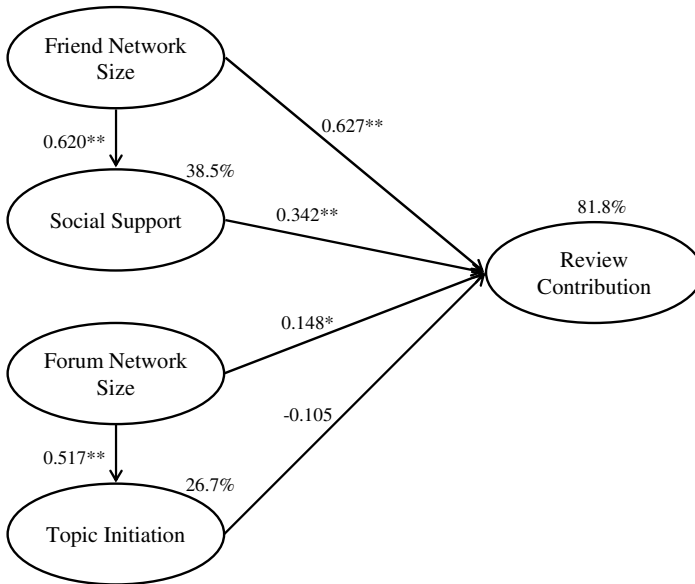 Friend Network
Size
0.627**
0.620**
38.5%
Social Support
0.342**
81.8%
Review
Contribution
0.148*
Forum Network
Size
-0.105
0.517**
26.7%
Topic Initiation